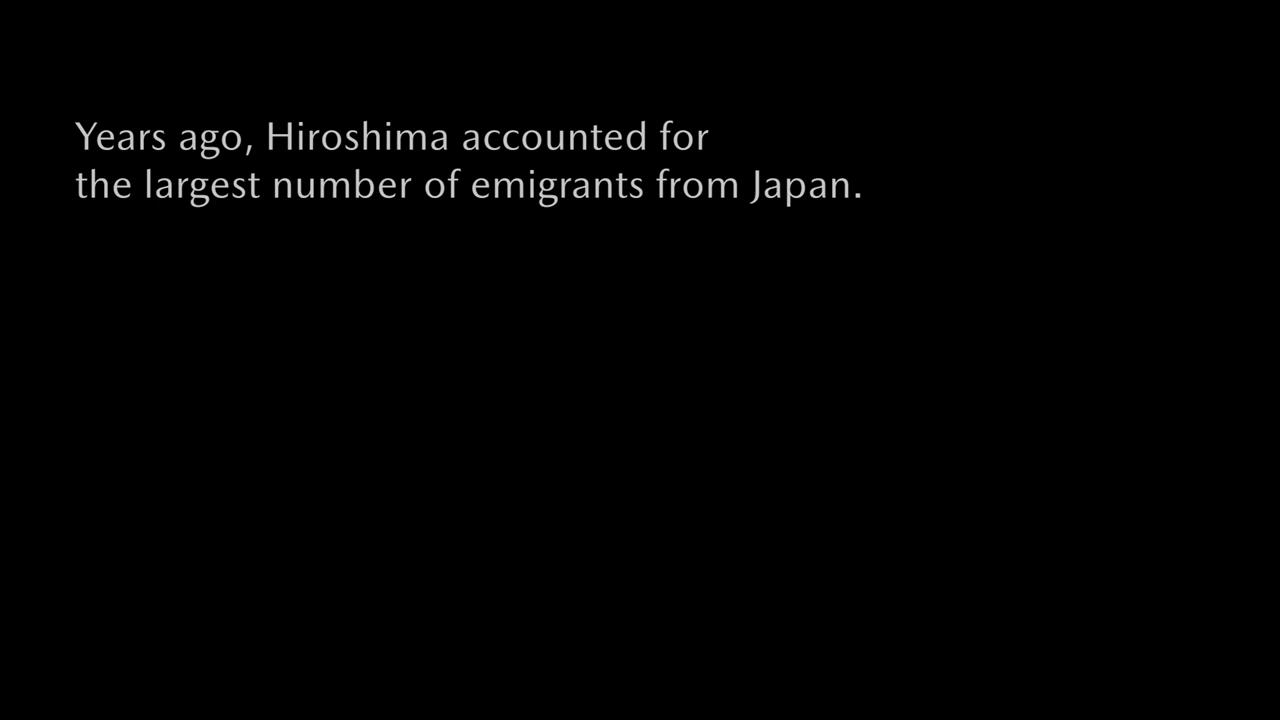 Years ago, Hiroshima accounted for
the largest number of emigrants from Japan.